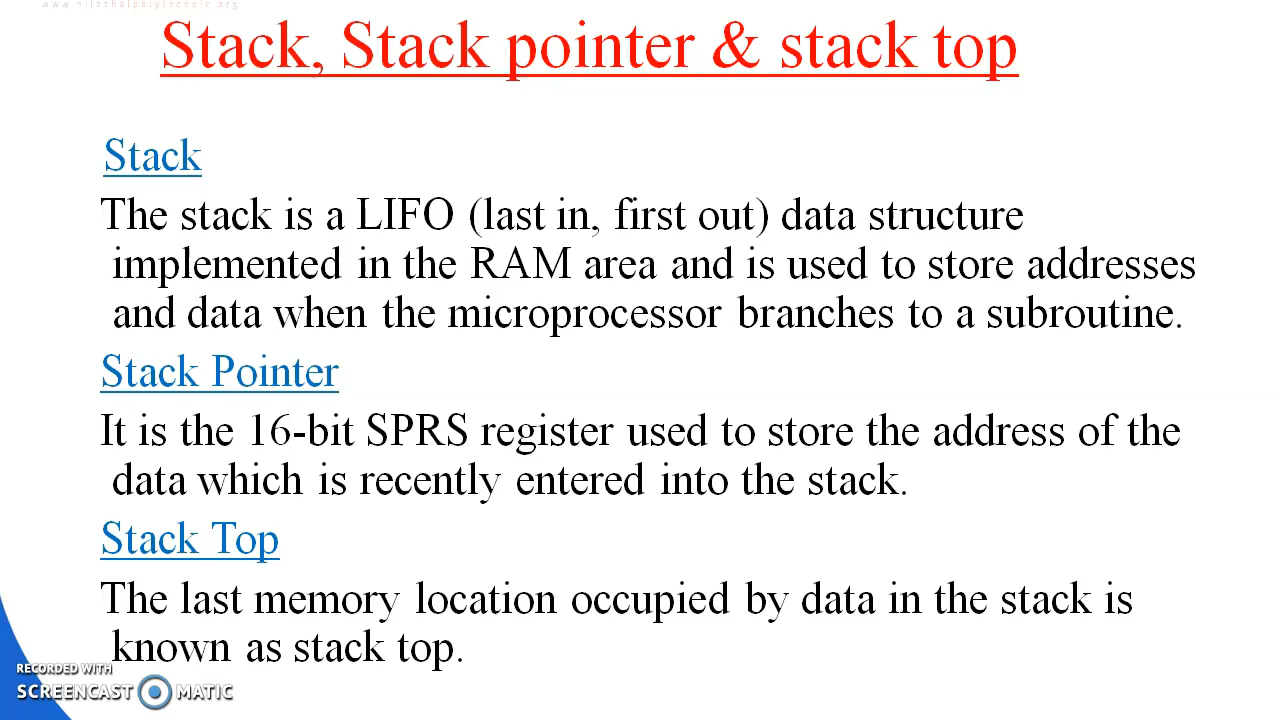 www.nilathalpolytechnic.org
Stack, Stack pointer & stack top
Stack
The stack is a LIFO (last in, first out) data structure
implemented in the RAM area and is used to store addresses
and data when the microprocessor branches to a subroutine.
Stack Pointer
It is the 16-bit SPRS register used to store the address of the
data which is recently entered into the stack.
Stack Top
The last memory location occupied by data in the stack is
known as stack top.
RECORDED WITH
SCREENCAST MATIC